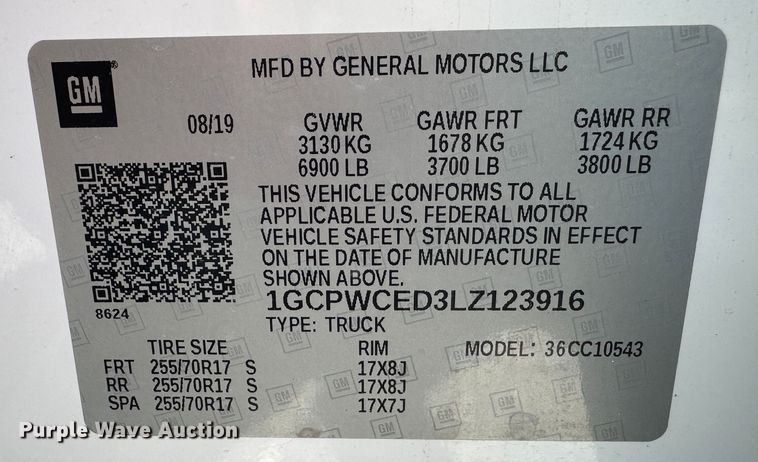 GM
MFD BY GENERAL MOTORS LLC
08/19 GVWR GAWR FRT GAWR RR
3130 KG 1678 KG 1724 KG
6900 LB 3700 LB 3800 LB
THIS VEHICLE CONFORMS TO ALL
APPLICABLE U.S. FEDERAL MOTOR
VEHICLE SAFETY STANDARDS IN EFFECT
ON THE DATE OF MANUFACTURE
SHOWN ABOVE.
8624
1GCPWCED3LZ123916
TYPE: TRUCK
TIRE SIZE RIM MODEL: 36CC10543
FRT 255/70R17 S 17X8J
RR 255/70R17 S 17X8J
SPA 255/70R17 S 17X7J
Purple Wave Auction